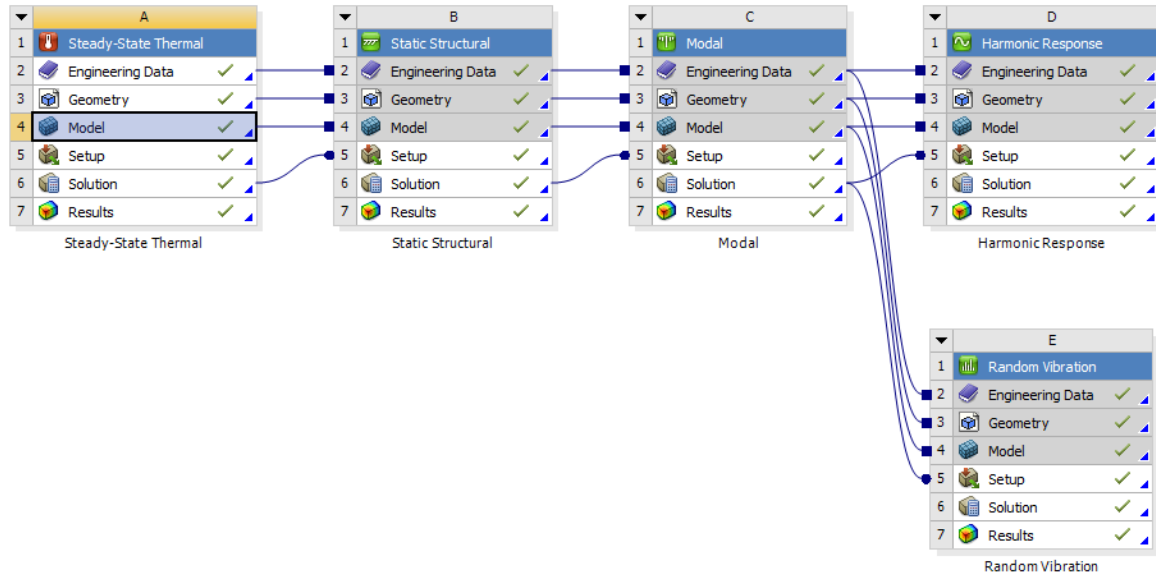 A
1 Steady-State Thermal
2 Engineering Data
3 Geometry
4 Model
5 Setup
6 Solution
7 Results
Steady-State Thermal
B
1 Static Structural
2 Engineering Data
3 Geometry
4 Model
5 Setup
6 Solution
7 Results
Static Structural
C
1 Modal
2 Engineering Data
3 Geometry
4 Model
5 Setup
6 Solution
7 Results
Modal
D
1 Harmonic Response
2 Engineering Data
3 Geometry
4 Model
5 Setup
6 Solution
7 Results
Harmonic Response
E
1 Random Vibration
2 Engineering Data
3 Geometry
4 Model
5 Setup
6 Solution
7 Results
Random Vibration